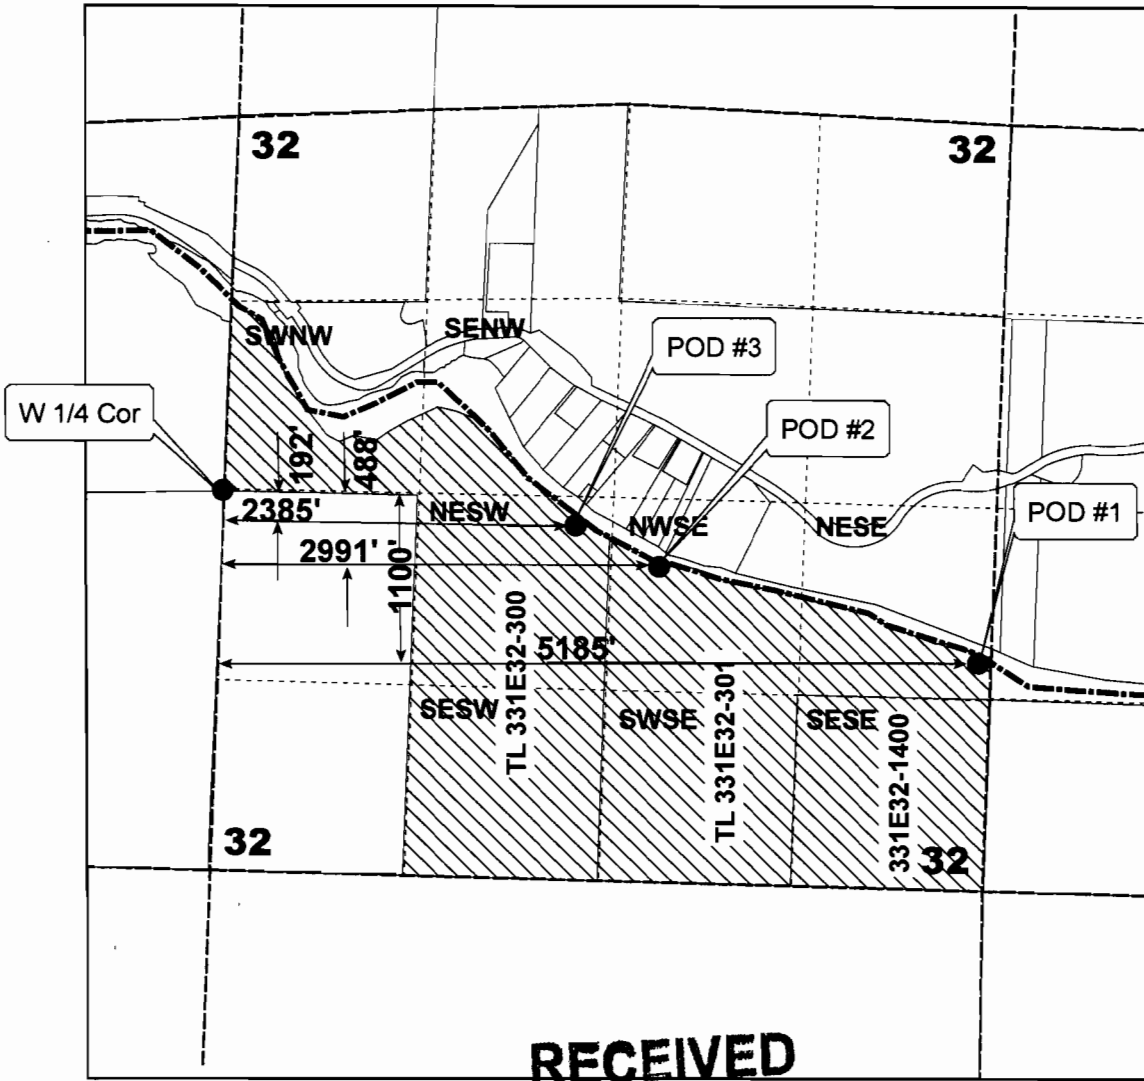 32
32
SWNW
SENW
POD #3
W 1/4 Cor
POD #2
192'
488'
POD #1
2385'
NESW
NWSE
NESE
2991'
1100'
5185'
TL 331E32-300
TL 331E32-301
SESW
SWSE
SESE
331E32-1400
32
32
RECEIVED